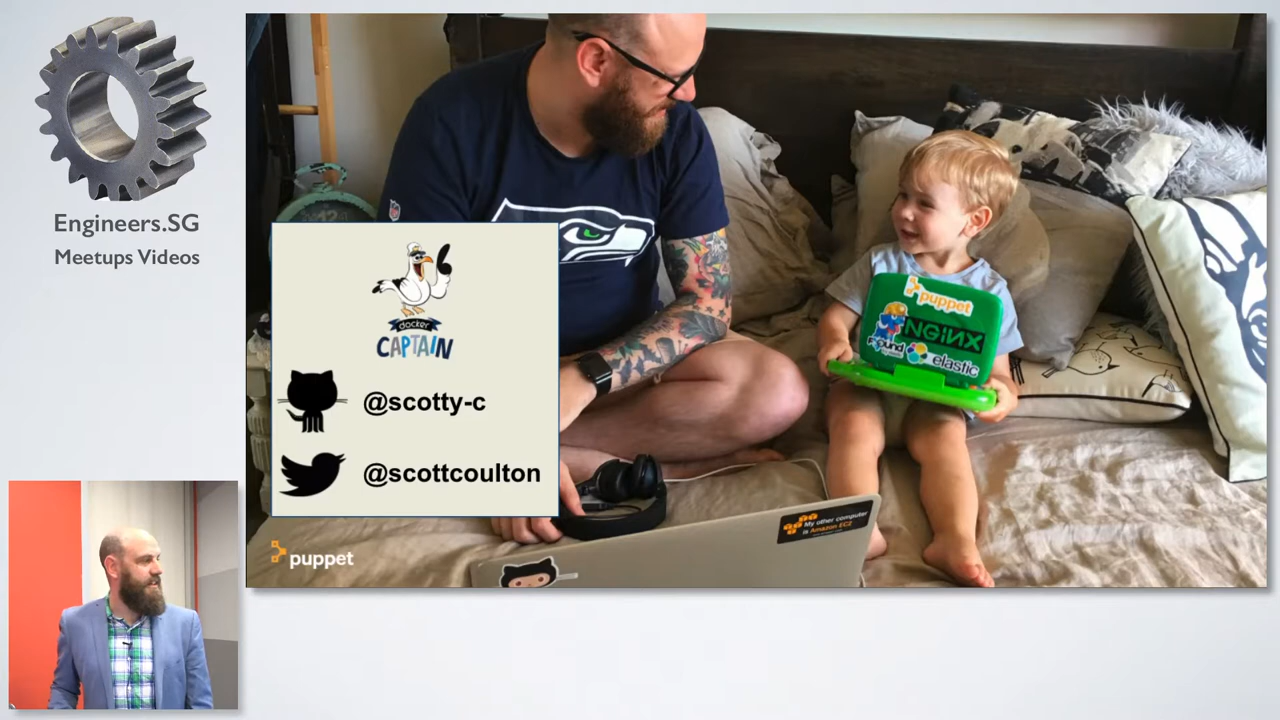 Engineers.SG
Meetups Videos
docker
CAPTAIN
@scotty-c
@scottcoulton
puppet
puppet
NGINX
elastic
My other computer
is Amazon EC2